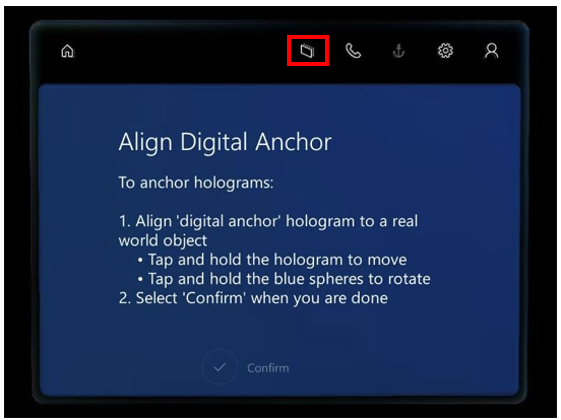 Align Digital Anchor
To anchor holograms:
1. Align 'digital anchor' hologram to a real
world object
• Tap and hold the hologram to move
• Tap and hold the blue spheres to rotate
2. Select 'Confirm' when you are done
Confirm